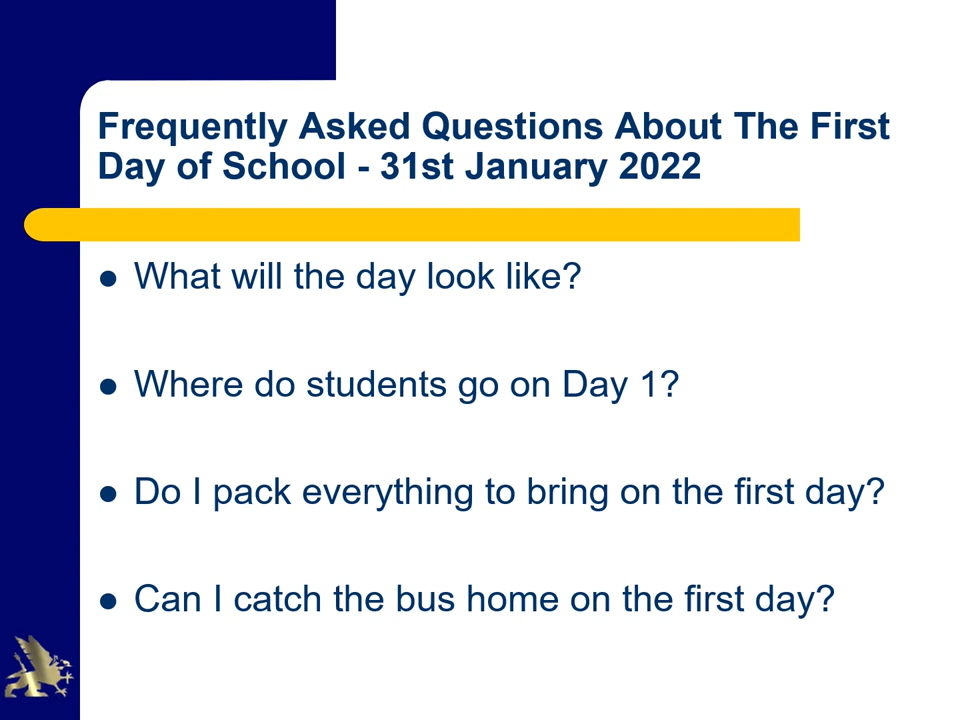 Frequently Asked Questions About The First
Day of School - 31st January 2022
● What will the day look like?
● Where do students go on Day 1?
● Do I pack everything to bring on the first day?
● Can I catch the bus home on the first day?